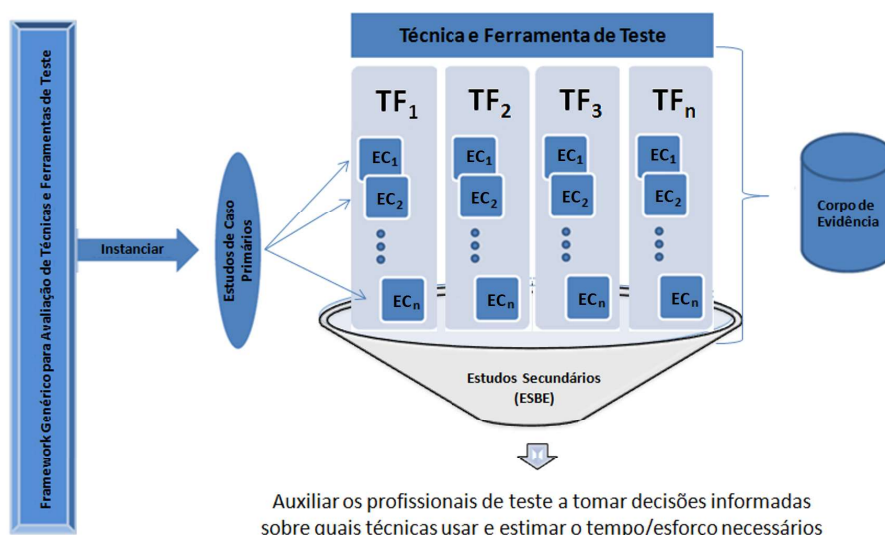 Framework Genérico para Avaliação de Técnicas e Ferramentas de Teste
Instanciar
Estudos de Caso
Primários
Técnica e Ferramenta de Teste
TF1
TF2
TF3
TFn
EC1
EC1
EC1
EC1
EC2
EC2
EC2
EC2
ECn
ECn
ECn
ECn
Corpo de
Evidência
Estudos Secundários
(ESBE)
Auxiliar os profissionais de teste a tomar decisões informadas
sobre quais técnicas usar e estimar o tempo/esforço necessários